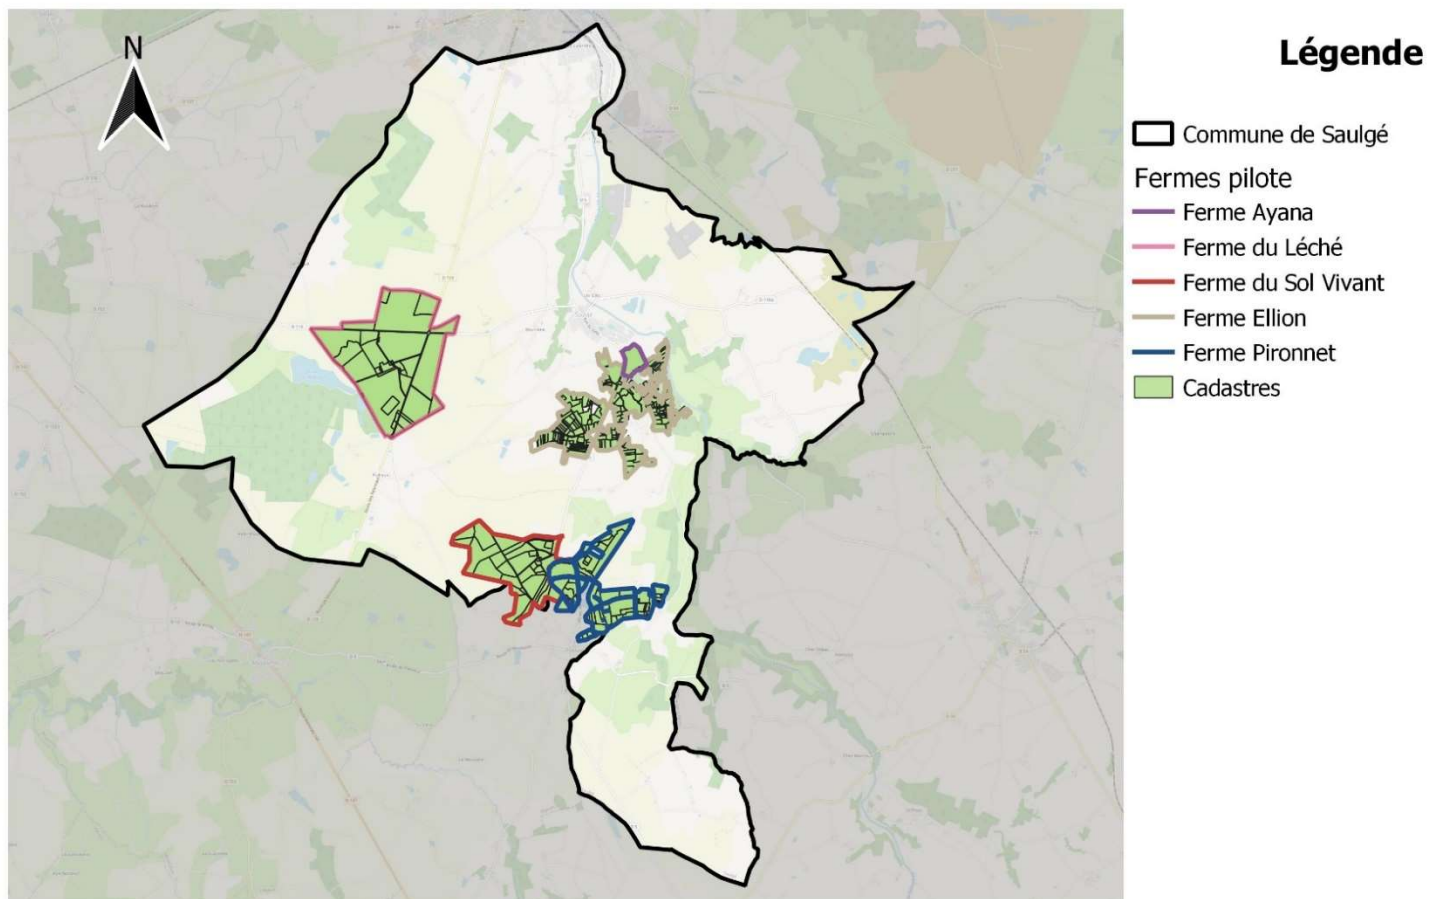 N
Légende
Commune de Saulgé
Fermes pilote
Ferme Ayana
Ferme du Léché
Ferme du Sol Vivant
Ferme Ellion
Ferme Pironnet
Cadastres